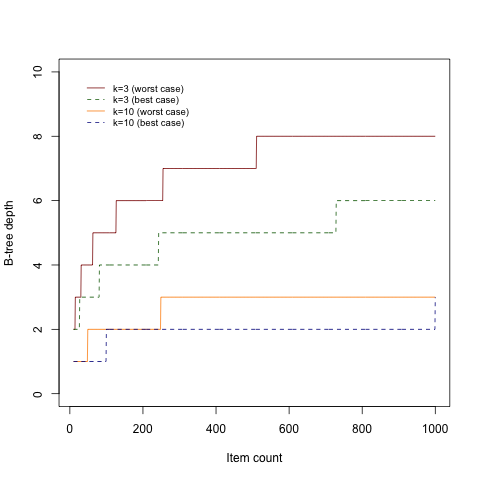 10
8
6
4
2
0
B-tree depth
k=3 (worst case)
k=3 (best case)
k=10 (worst case)
k=10 (best case)
0 200 400 600 800 1000
Item count